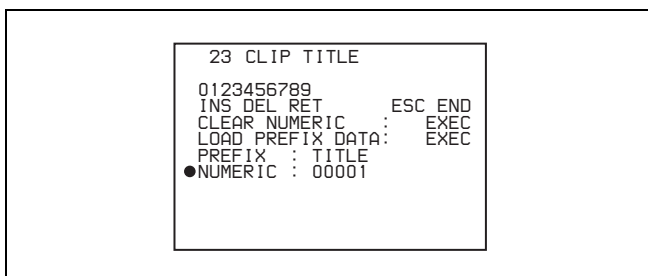 23 CLIP TITLE
0123456789
INS DEL RET ESC END
CLEAR NUMERIC : EXEC
LOAD PREFIX DATA: EXEC
PREFIX : TITLE
●NUMERIC : 00001